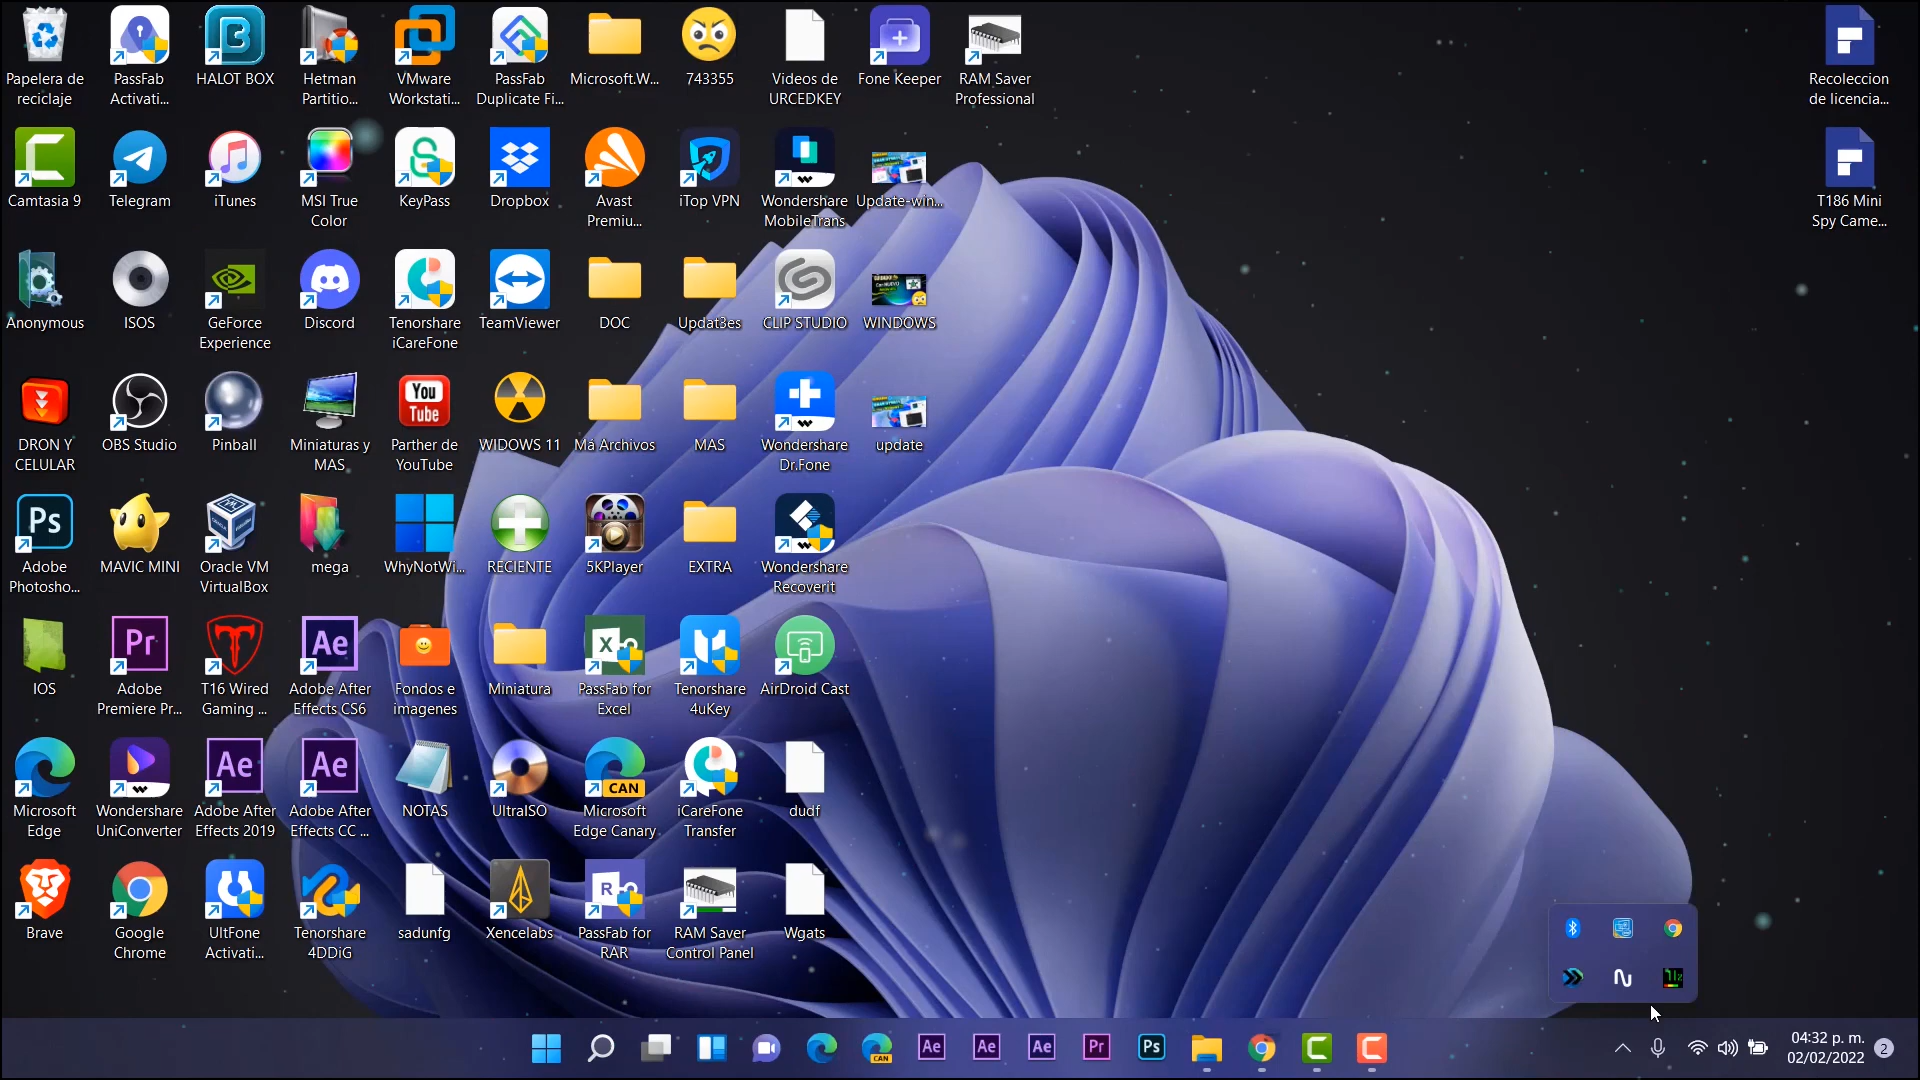 Papelera de
reciclaje
PassFab
Activati...
HALOT BOX
Hetman
Partitio...
VMware
Workstati...
PassFab
Duplicate Fi...
Microsoft.W...
743355
Videos de
URCEDKEY
Fone Keeper
RAM Saver
Professional
Recoleccion
de licencia...
Camtasia 9
Telegram
iTunes
MSI True
Color
KeyPass
Dropbox
Avast
Premiu...
iTop VPN
Wondershare
MobileTrans
Update-win...
T186 Mini
Spy Came...
Anonymous
ISOS
GeForce
Experience
Discord
Tenorshare
iCareFone
TeamViewer
DOC
Updat3es
CLIP STUDIO
WINDOWS
DRON Y
CELULAR
OBS Studio
Pinball
Miniaturas y
MAS
You
Tube
Parther de
YouTube
WIDOWS 11
Ma Archivos
MAS
Wondershare
Dr.Fone
update
Ps
Adobe
Photosho...
MAVIC MINI
Oracle VM
VirtualBox
mega
WhyNotWi...
RECIENTE
5KPlayer
EXTRA
Wondershare
Recoverit
IOS
Pr
Adobe
Premiere Pr...
T16 Wired
Gaming ...
Ae
Adobe After
Effects CS6
Fondos e
imagenes
Miniatura
X
PassFab for
Excel
Tenorshare
4uKey
AirDroid Cast
Microsoft
Edge
Wondershare
UniConverter
Ae
Adobe After
Effects 2019
Ae
Adobe After
Effects CC ...
NOTAS
UltraISO
CAN
Microsoft
Edge Canary
iCareFone
Transfer
dudf
Brave
Google
Chrome
UltFone
Activati...
Tenorshare
4DDiG
sadunfg
Xencelabs
R
PassFab for
RAR
RAM Saver
Control Panel
Wgats
CAN
Ae
Ae
Ae
Pr
Ps
04:32 p. m.
02/02/2022
2